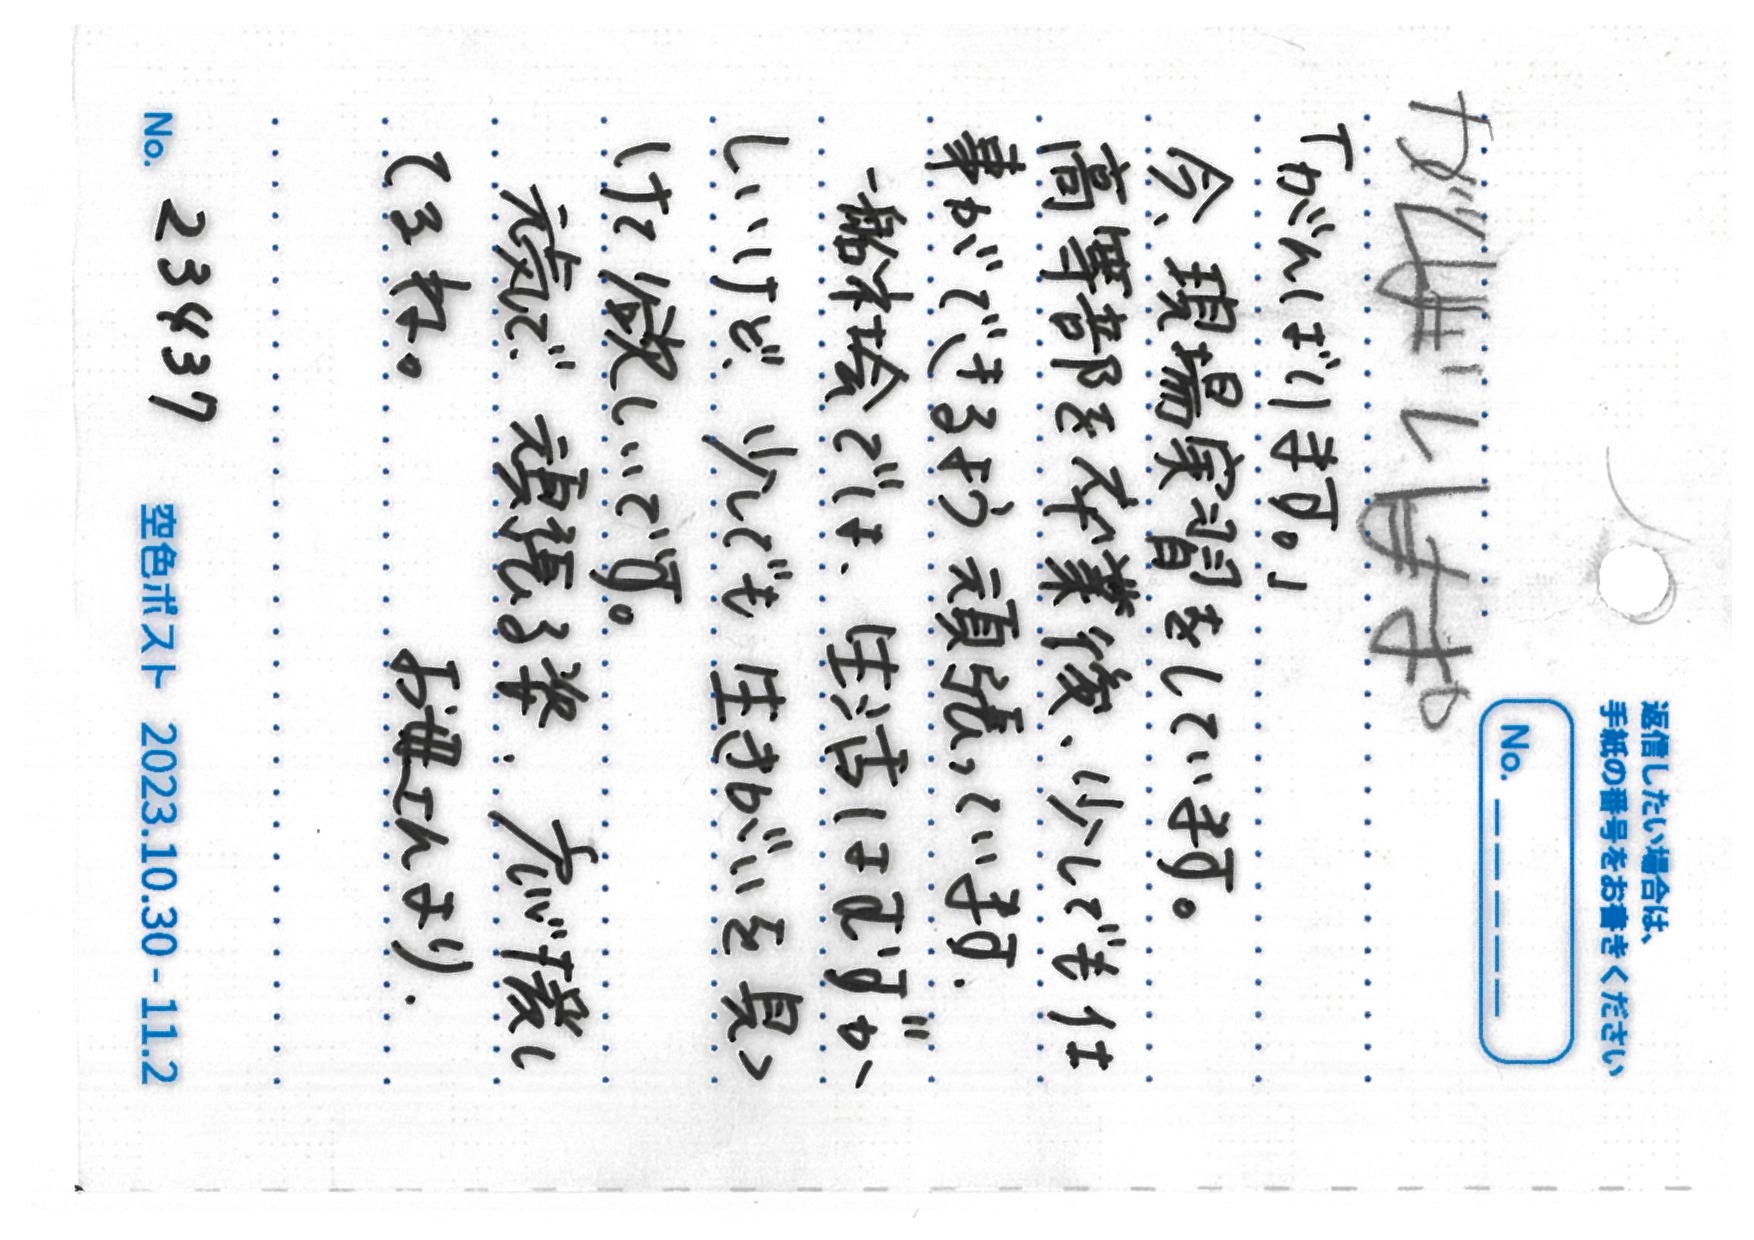 返信したい場合は、
手紙の番号をお書きください
No. _ _ _ _ _
がんばります。
「がんばります。」
今、現場実習をしています。
高等部を卒業後、少しでも仕
事ができるよう頑張っています.
一船社会では、生活はむずか
しいけど、少しでも生きがいを見つ
けて欲しいです。
元気で、頑張る姿、応援し
てるね。 お母さんより.
No. 23437 空色ポスト 2023.10.30 - 11.2